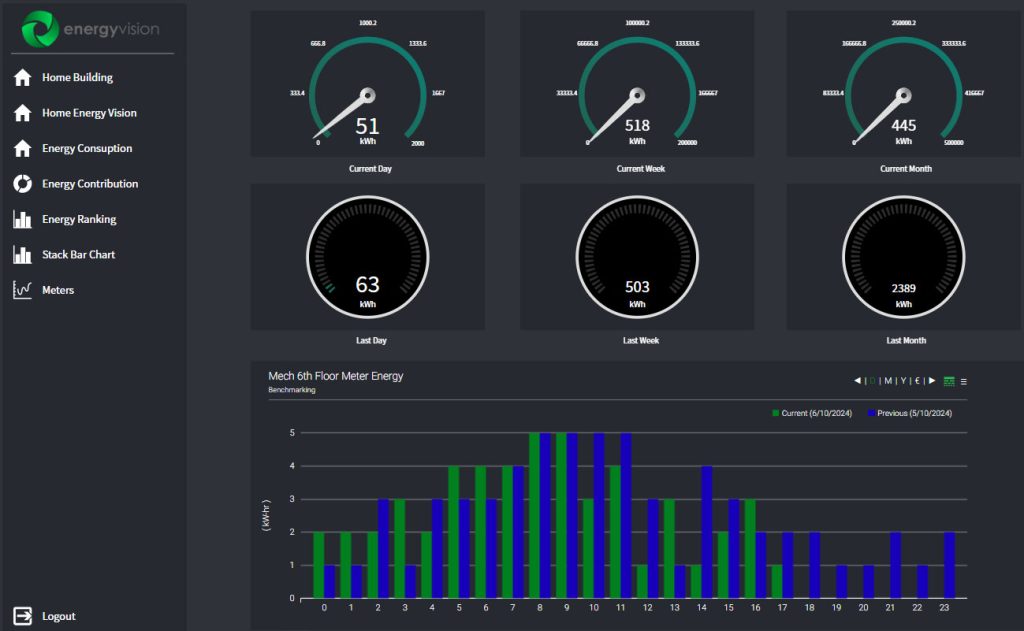 energyvision
Home Building
Home Energy Vision
Energy Consuption
Energy Contribution
Energy Ranking
Stack Bar Chart
Meters
Logout
1000.2
666.8
1333.6
333.4
1667
51
kWh
0
2000
Current Day
100000.2
66666.8
133333.6
33333.4
166667
518
kWh
0
200000
Current Week
250000.2
166666.8
333333.6
83333.4
416667
445
kWh
0
500000
Current Month
63
kWh
Last Day
503
kWh
Last Week
2389
kWh
Last Month
Mech 6th Floor Meter Energy
Benchmarking
◀ | D | M | Y | € | ▶
Current (6/10/2024) Previous (5/10/2024)
( kW-hr )
5
4
3
2
1
0
0 1 2 3 4 5 6 7 8 9 10 11 12 13 14 15 16 17 18 19 20 21 22 23